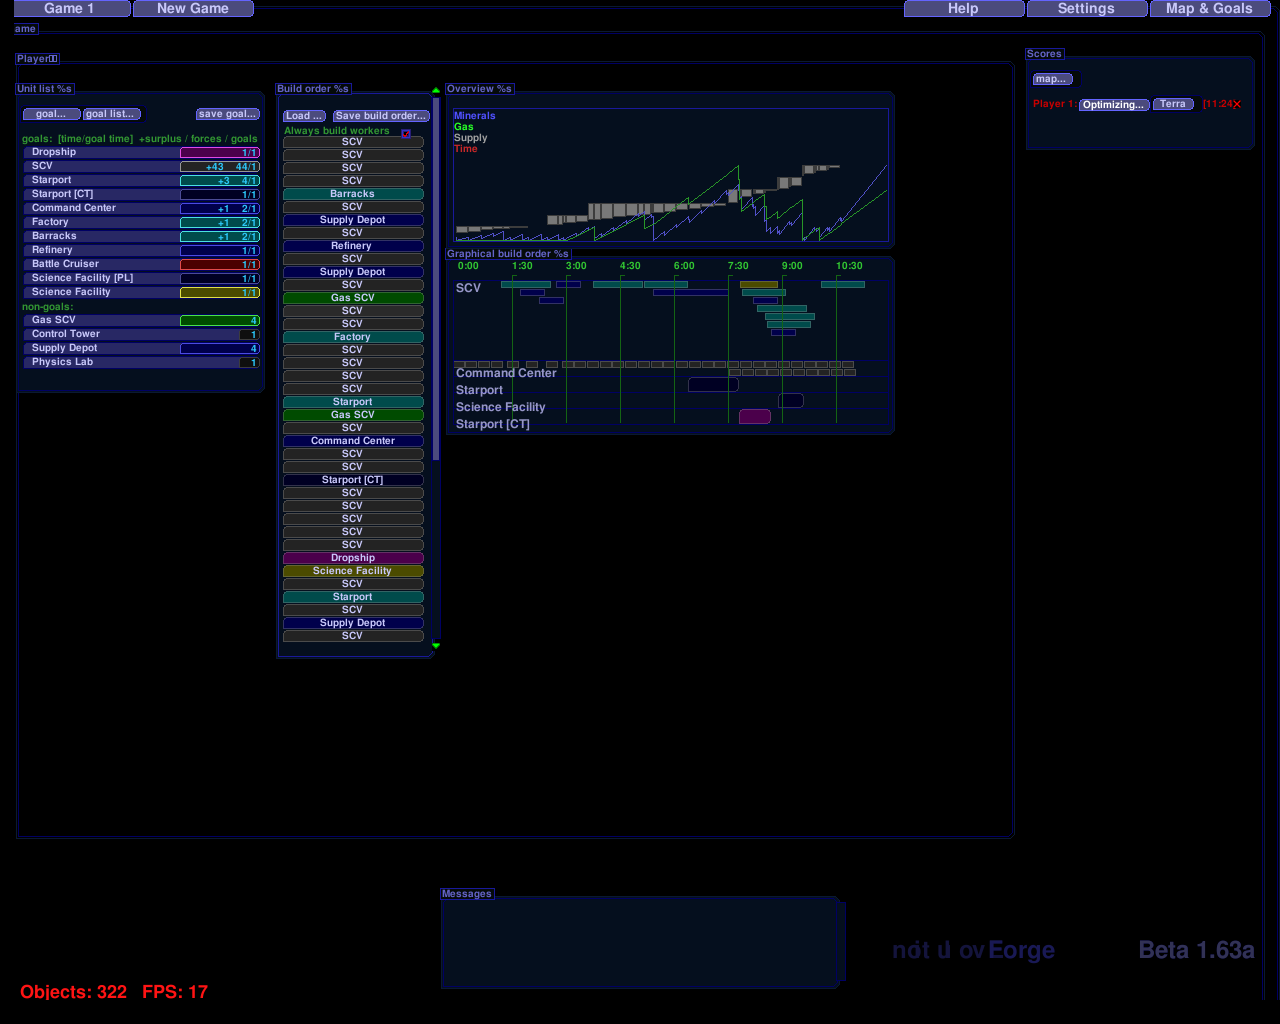 Game 1
New Game
Help
Settings
Map & Goals
ame
Player
Scores
map...
Player 1: Optimizing... Terra [11:24
Unit list %s
goal...
goal list...
save goal...
goals: [time/goal time] +surplus / forces / goals
Dropship 1/1
SCV +43 44/1
Starport +3 4/1
Starport [CT] 1/1
Command Center +1 2/1
Factory +1 2/1
Barracks +1 2/1
Refinery 1/1
Battle Cruiser 1/1
Science Facility [PL] 1/1
Science Facility 1/1
non-goals:
Gas SCV 4
Control Tower 1
Supply Depot 4
Physics Lab 1
Build order %s
Load ...
Save build order...
Always build workers
SCV
SCV
SCV
SCV
Barracks
SCV
Supply Depot
SCV
Refinery
SCV
Supply Depot
SCV
Gas SCV
SCV
SCV
Factory
SCV
SCV
SCV
SCV
Starport
Gas SCV
SCV
Command Center
SCV
SCV
Starport [CT]
SCV
SCV
SCV
SCV
SCV
Dropship
Science Facility
SCV
Starport
SCV
Supply Depot
SCV
Overview %s
Minerals
Gas
Supply
Time
Graphical build order %s
0:00 1:30 3:00 4:30 6:00 7:30 9:00 10:30
SCV
Command Center
Starport
Science Facility
Starport [CT]
Messages
Eorge
Beta 1.63a
Objects: 322 FPS: 17